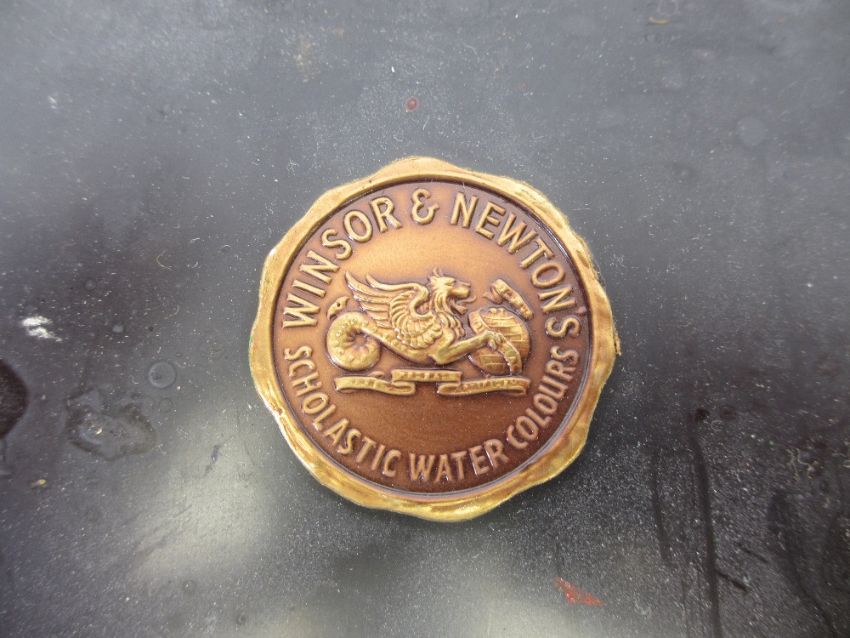 WINSOR & NEWTON'S
SCHOLASTIC WATER COLOURS